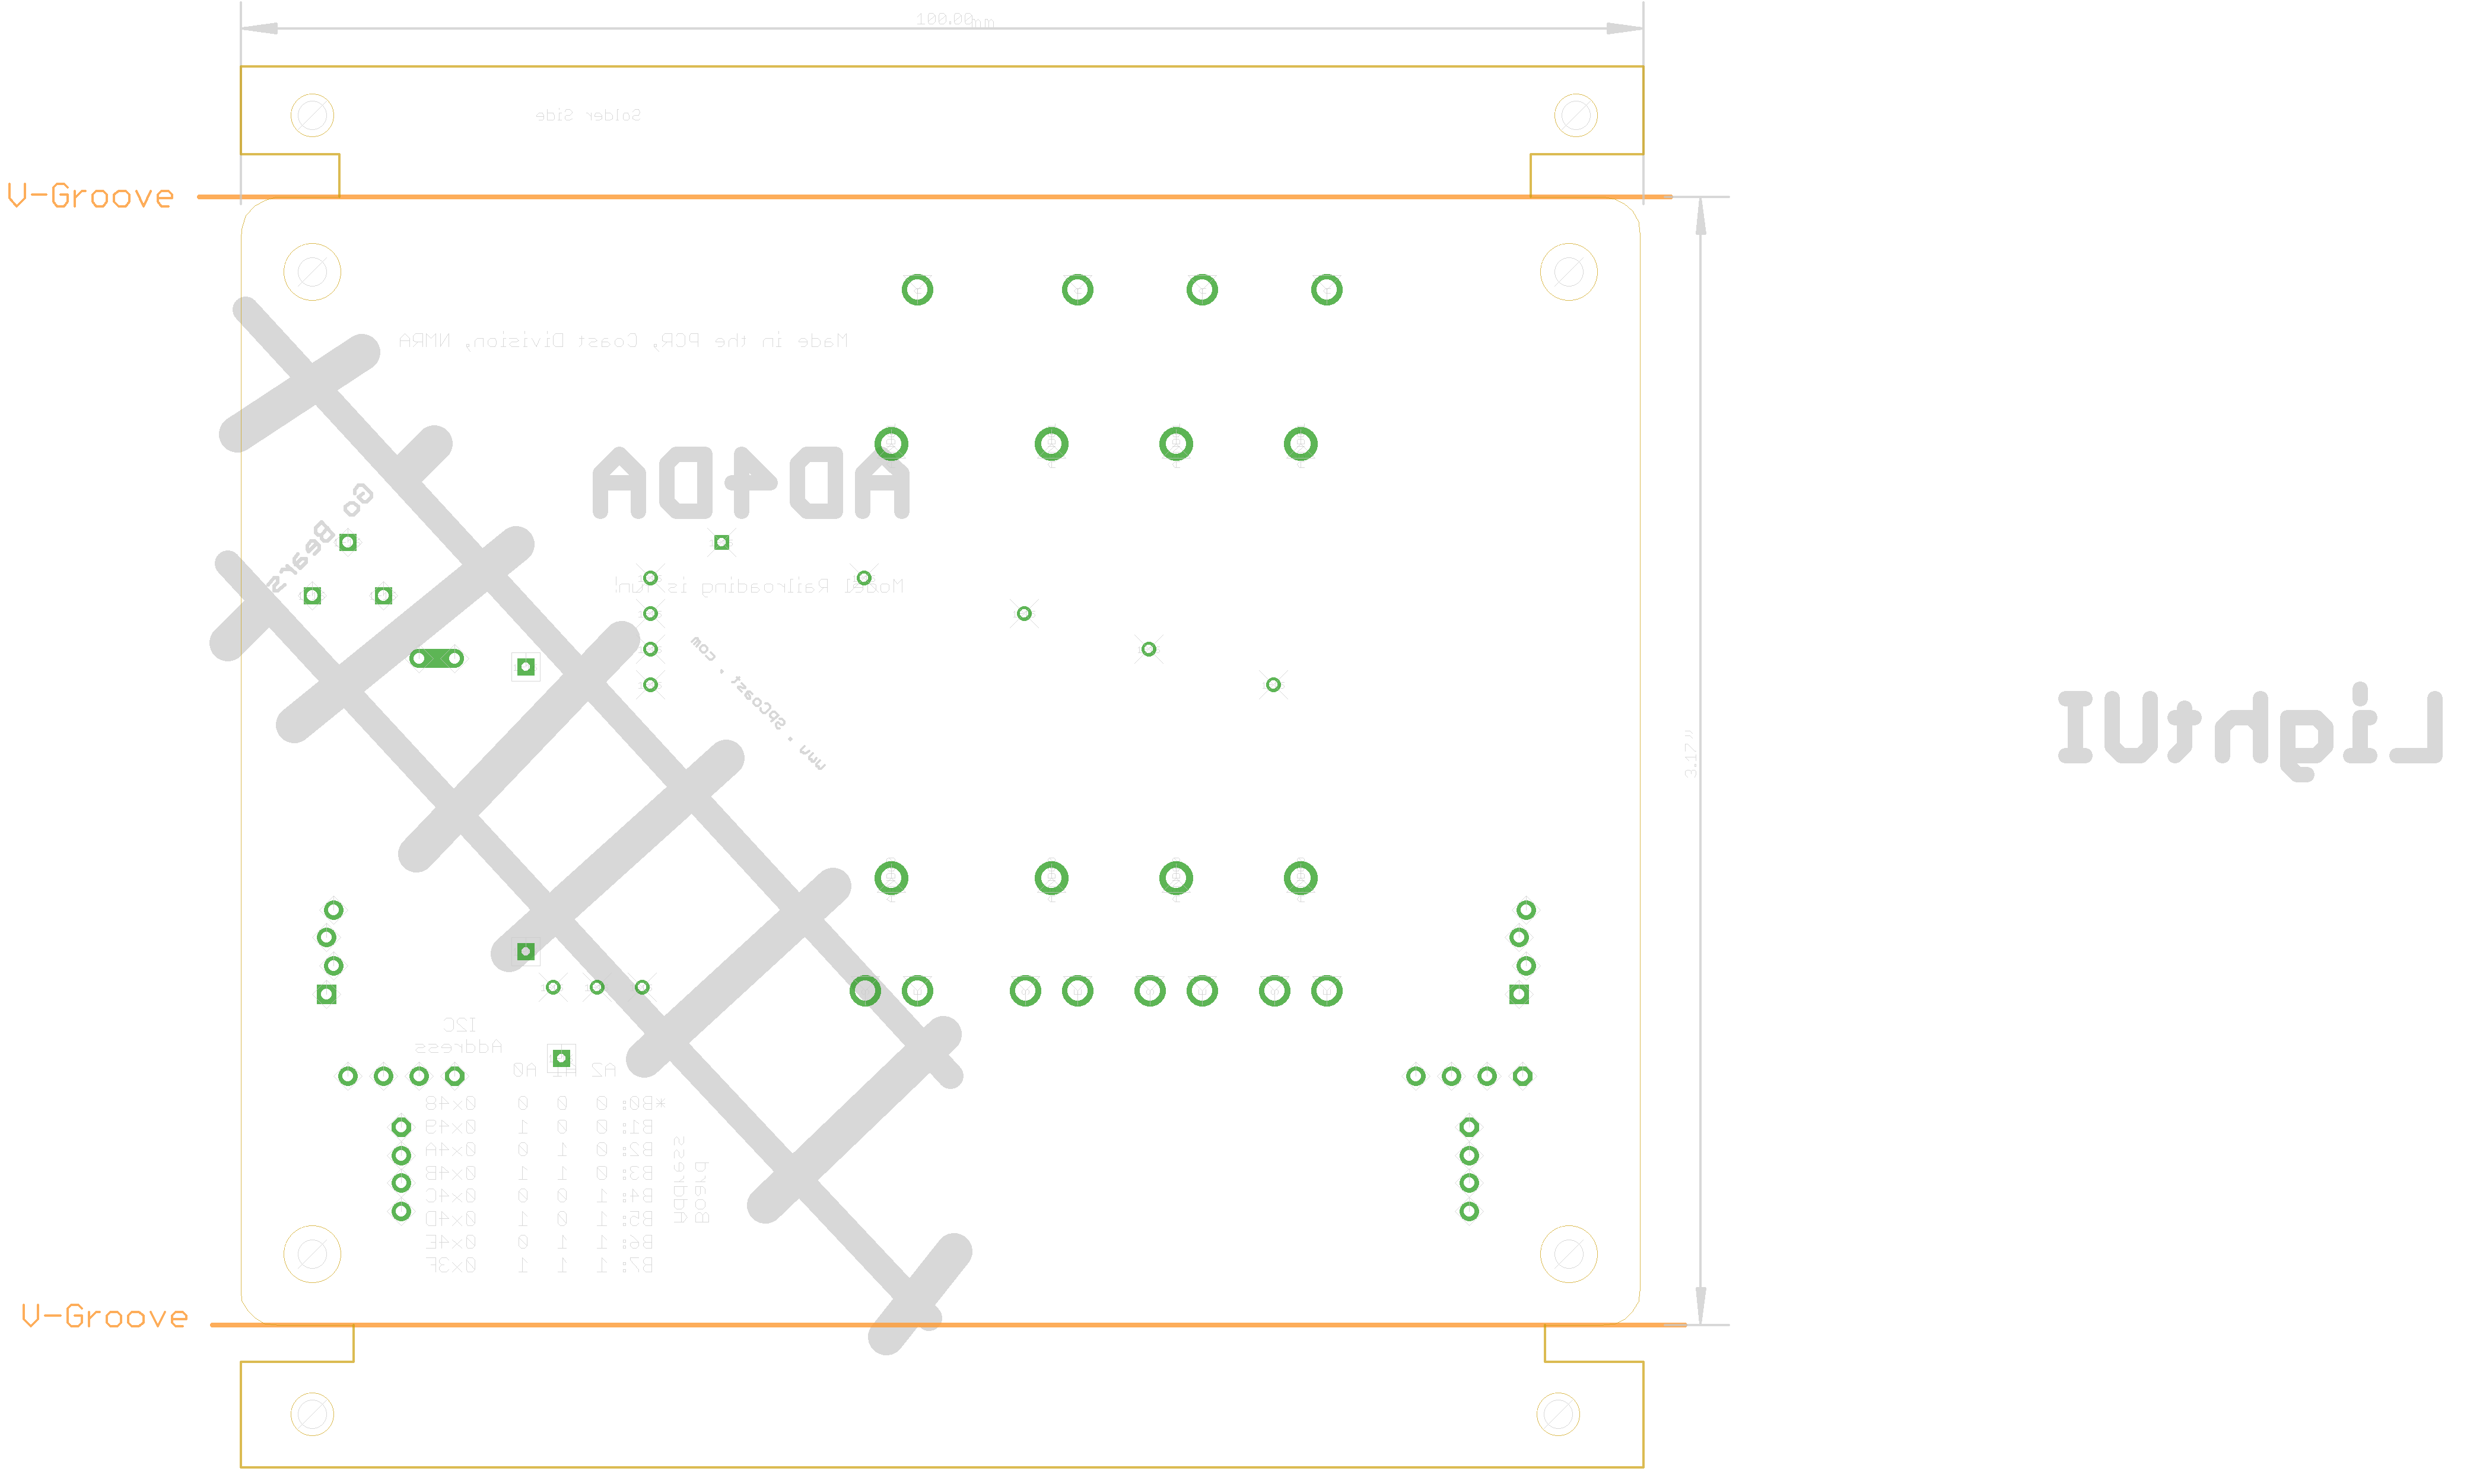 100.00mm
Solder Side
V-Groove
Made in the PCR, Coast Division, NMRA
AD4DA
Go Bears
Model Railroading is Fun!
www.spcoast.com
LightUI
3.17"
I2C
Address
A2 A1 A0
*B0: 0 0 0 0x48
B1: 0 0 1 0x49
B2: 0 1 0 0x4A
B3: 0 1 1 0x4B
B4: 1 0 0 0x4C
B5: 1 0 1 0x4D
B6: 1 1 0 0x4E
B7: 1 1 1 0x3F
Board
Address
V-Groove